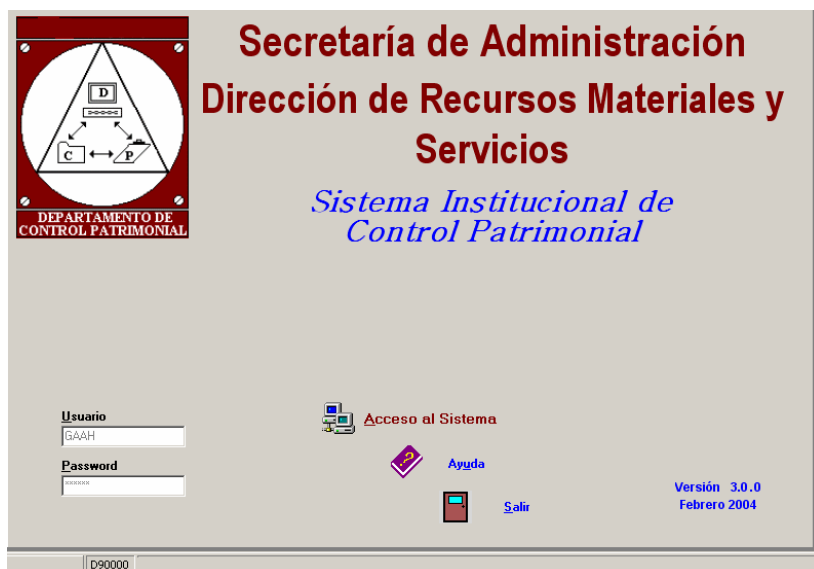 Secretaría de Administración
Dirección de Recursos Materiales y
Servicios
Sistema Institucional de
Control Patrimonial
D
C
P
DEPARTAMENTO DE
CONTROL PATRIMONIAL
Usuario
GAAH
Password
××××××
Acceso al Sistema
Ayuda
Salir
Versión 3.0.0
Febrero 2004
D90000